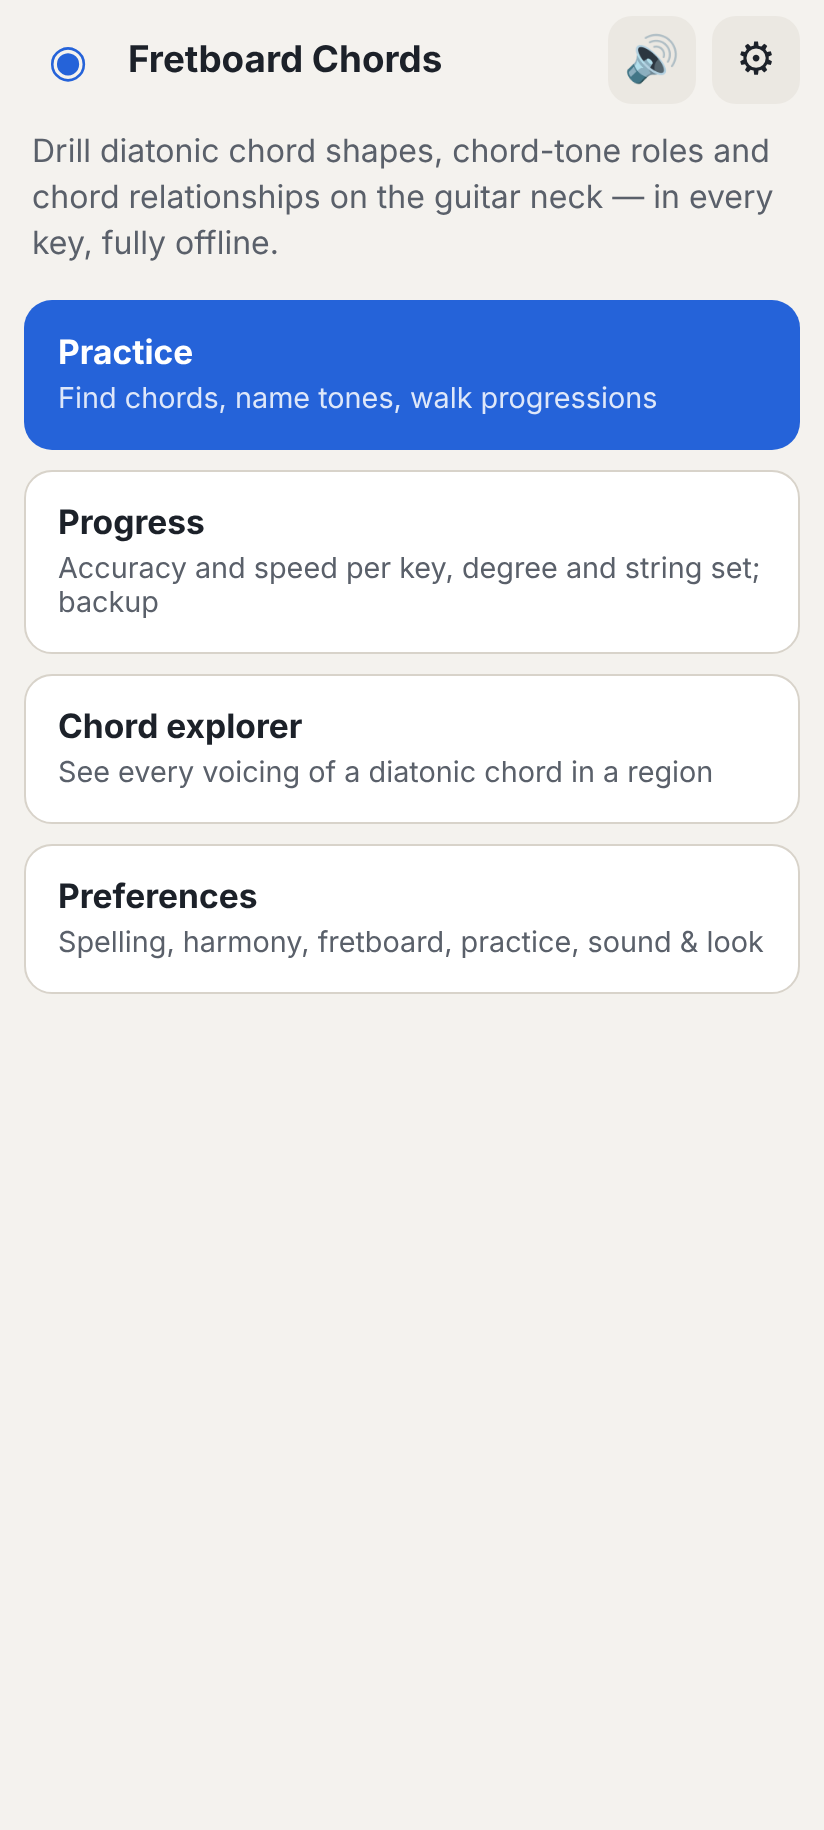 Fretboard Chords
Drill diatonic chord shapes, chord-tone roles and
chord relationships on the guitar neck — in every
key, fully offline.
Practice
Find chords, name tones, walk progressions
Progress
Accuracy and speed per key, degree and string set;
backup
Chord explorer
See every voicing of a diatonic chord in a region
Preferences
Spelling, harmony, fretboard, practice, sound & look